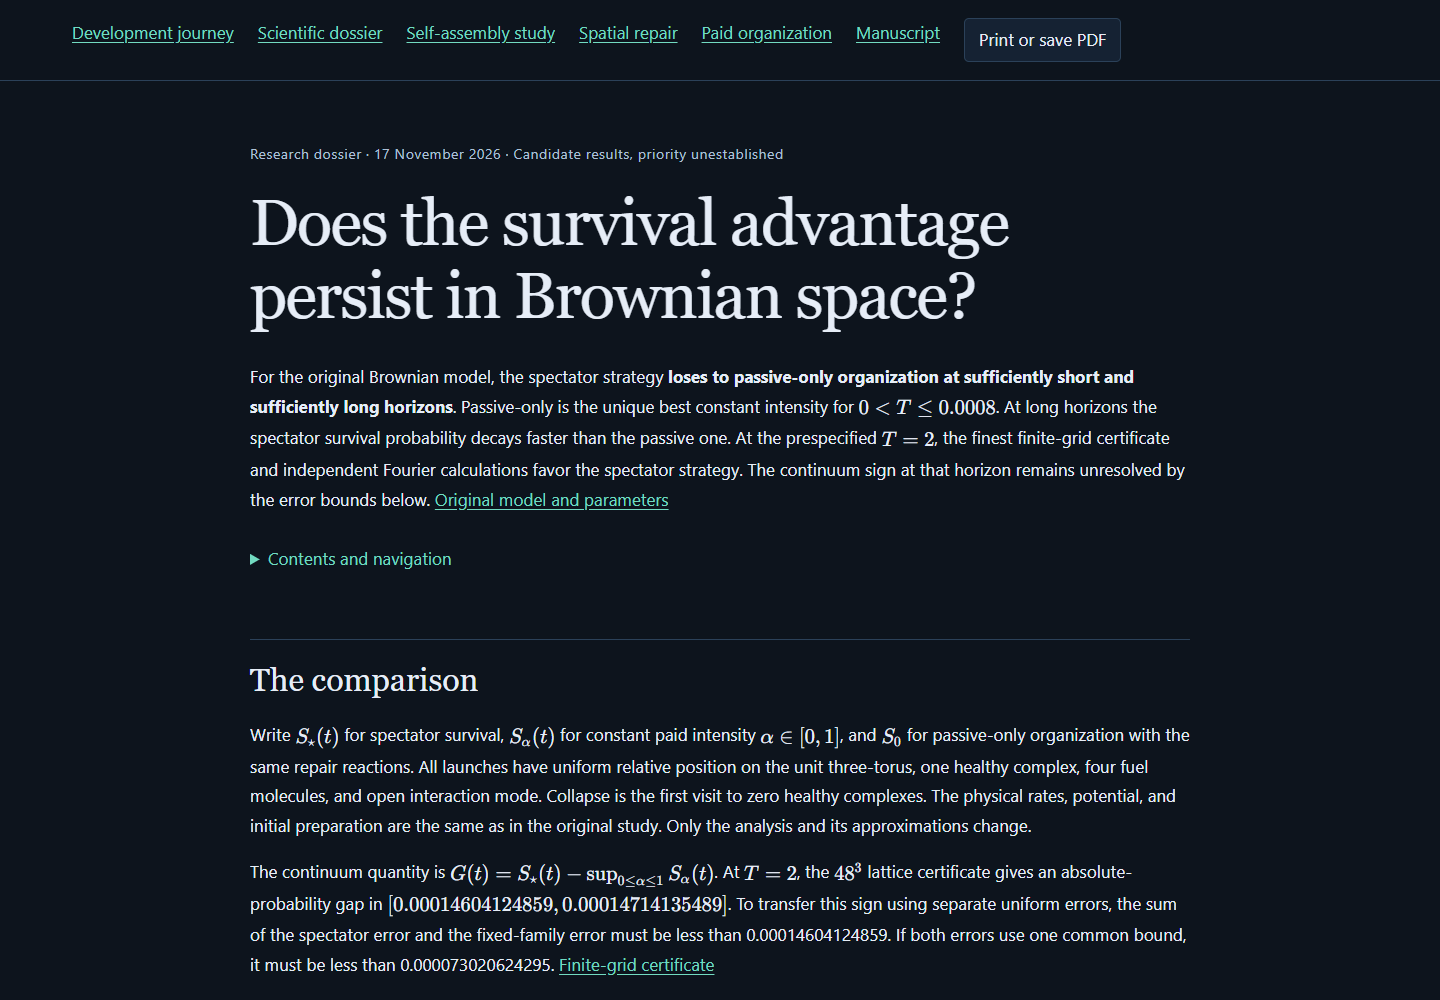 Development journey Scientific dossier Self-assembly study Spatial repair Paid organization Manuscript Print or save PDF
Research dossier · 17 November 2026 · Candidate results, priority unestablished
Does the survival advantage
persist in Brownian space?
For the original Brownian model, the spectator strategy loses to passive-only organization at sufficiently short and
sufficiently long horizons. Passive-only is the unique best constant intensity for 0 < T ≤ 0.0008. At long horizons the
spectator survival probability decays faster than the passive one. At the prespecified T = 2, the finest finite-grid certificate
and independent Fourier calculations favor the spectator strategy. The continuum sign at that horizon remains unresolved by
the error bounds below. Original model and parameters
▶ Contents and navigation
The comparison
Write S⋆(t) for spectator survival, Sα(t) for constant paid intensity α ∈ [0, 1], and S₀ for passive-only organization with the
same repair reactions. All launches have uniform relative position on the unit three-torus, one healthy complex, four fuel
molecules, and open interaction mode. Collapse is the first visit to zero healthy complexes. The physical rates, potential, and
initial preparation are the same as in the original study. Only the analysis and its approximations change.
The continuum quantity is G(t) = S⋆(t) − sup₀≤α≤₁ Sα(t). At T = 2, the 48³ lattice certificate gives an absolute-
probability gap in [0.00014604124859, 0.00014714135489]. To transfer this sign using separate uniform errors, the sum
of the spectator error and the fixed-family error must be less than 0.00014604124859. If both errors use one common bound,
it must be less than 0.000073020624295. Finite-grid certificate